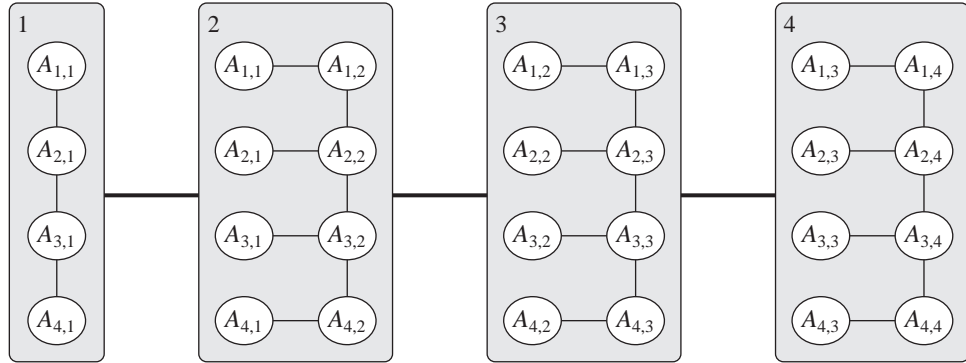 1 2 3 4
A1,1 A1,1 A1,2 A1,2 A1,3 A1,3 A1,4
A2,1 A2,1 A2,2 A2,2 A2,3 A2,3 A2,4
A3,1 A3,1 A3,2 A3,2 A3,3 A3,3 A3,4
A4,1 A4,1 A4,2 A4,2 A4,3 A4,3 A4,4